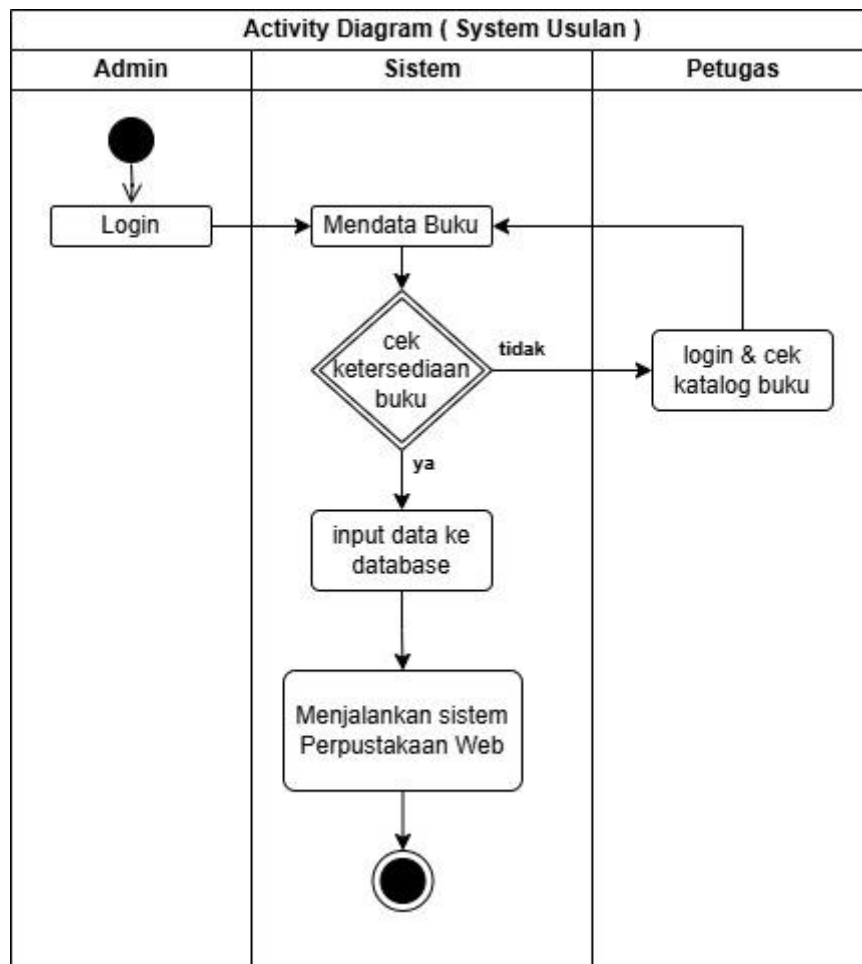 Activity Diagram ( System Usulan )
Admin
Sistem
Petugas
Login
Mendata Buku
cek
ketersediaan
buku
tidak
login & cek
katalog buku
ya
input data ke
database
Menjalankan sistem
Perpustakaan Web